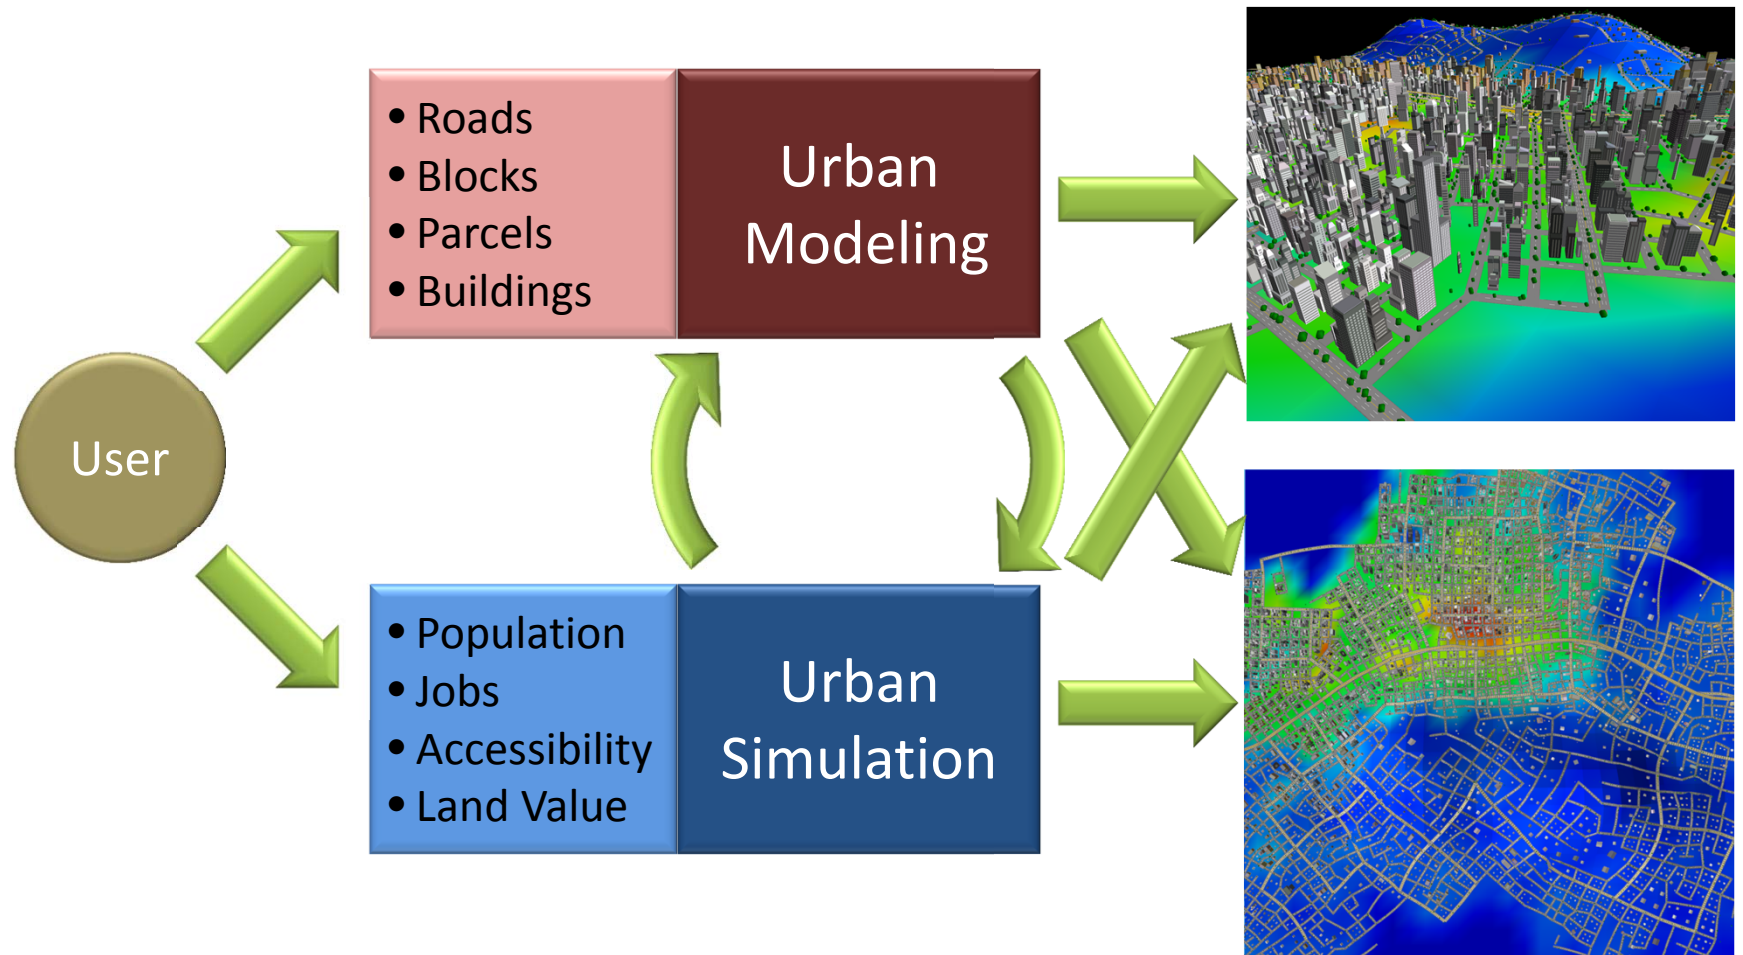 User
• Roads
• Blocks
• Parcels
• Buildings
Urban
Modeling
• Population
• Jobs
• Accessibility
• Land Value
Urban
Simulation